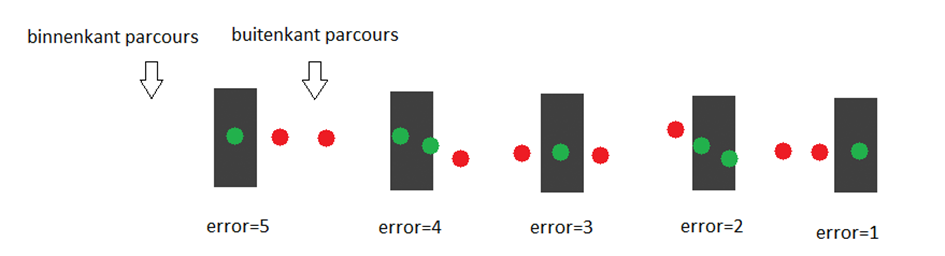 binnenkant parcours
buitenkant parcours
error=5
error=4
error=3
error=2
error=1